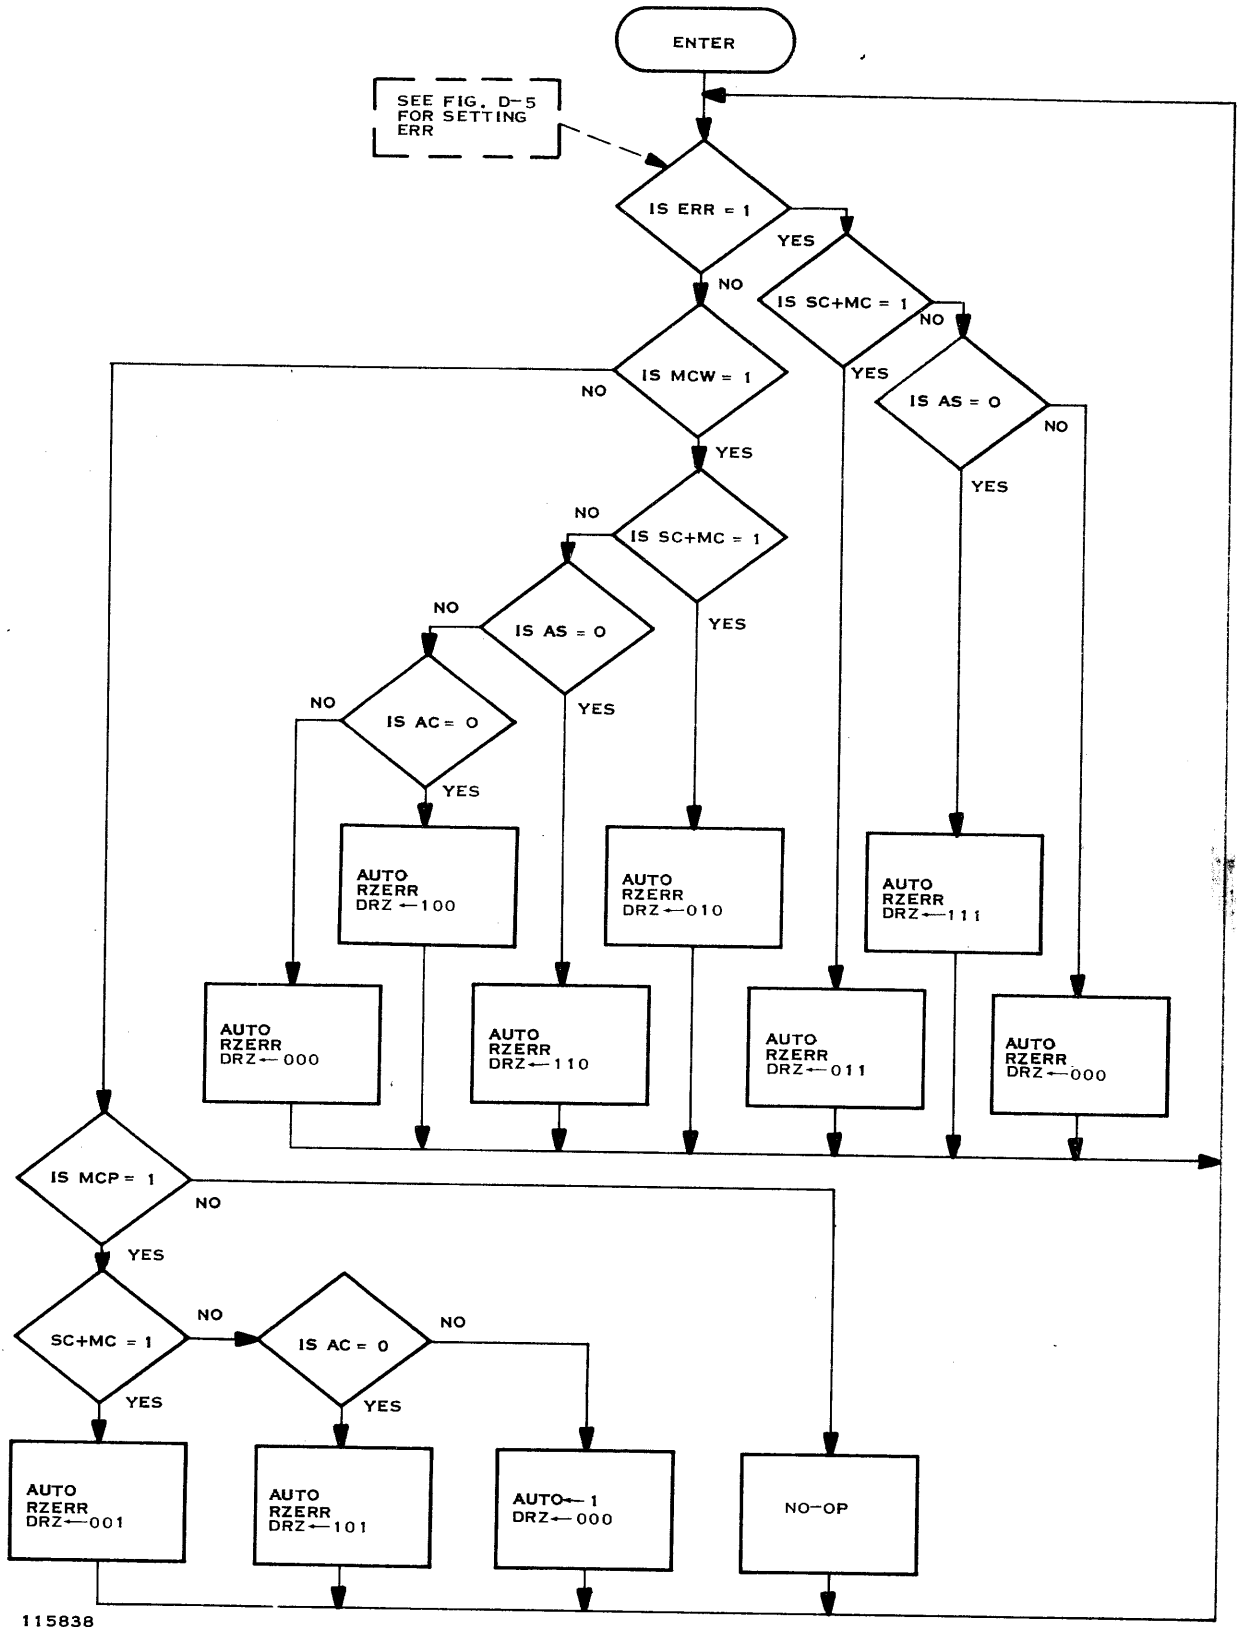 ENTER
SEE FIG. D-5
FOR SETTING
ERR
IS ERR = 1
YES
NO
IS SC+MC = 1
NO
YES
IS MCW = 1
NO
YES
IS AS = 0
NO
YES
IS SC+MC = 1
NO
YES
IS AS = 0
NO
YES
IS AC = 0
NO
YES
AUTO
RZERR
DRZ←100
AUTO
RZERR
DRZ←010
AUTO
RZERR
DRZ←111
AUTO
RZERR
DRZ←000
AUTO
RZERR
DRZ←110
AUTO
RZERR
DRZ←011
AUTO
RZERR
DRZ←000
IS MCP = 1
NO
YES
SC+MC = 1
NO
YES
IS AC = 0
NO
YES
AUTO
RZERR
DRZ←001
AUTO
RZERR
DRZ←101
AUTO←1
DRZ←000
NO-OP
115838